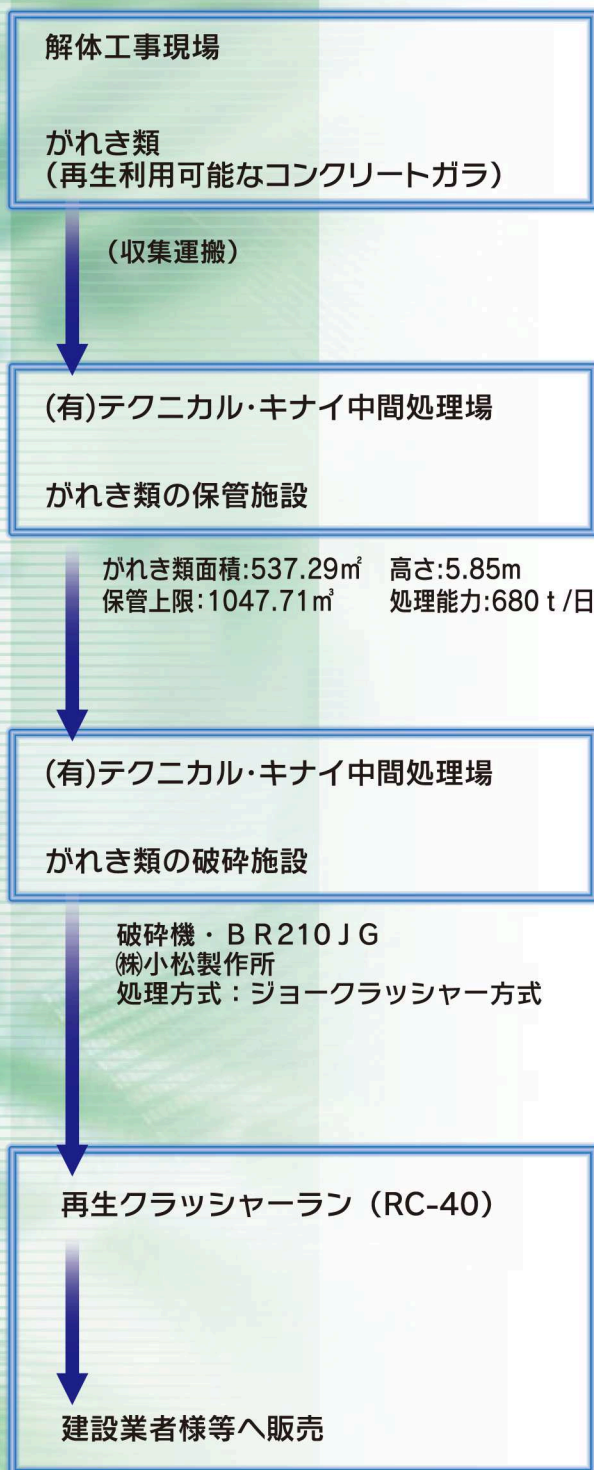 解体工事現場
がれき類
(再生利用可能なコンクリートガラ)
(収集運搬)
(有)テクニカル･キナイ中間処理場
がれき類の保管施設
がれき類面積:537.29㎡ 高さ:5.85m
保管上限:1047.71㎥ 処理能力:680ｔ/日
(有)テクニカル･キナイ中間処理場
がれき類の破砕施設
破砕機・ＢＲ210ＪＧ
㈱小松製作所
処理方式：ジョークラッシャー方式
再生クラッシャーラン（RC-40）
建設業者様等へ販売